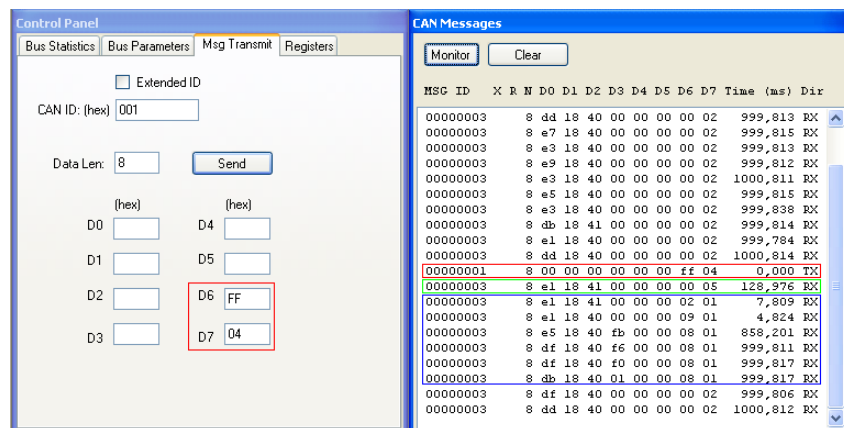 Control Panel
Bus Statistics Bus Parameters Msg Transmit Registers
Extended ID
CAN ID: (hex) 001
Data Len: 8 Send
(hex) (hex)
D0 D4
D1 D5
D2 D6 FF
D3 D7 04
CAN Messages
Monitor Clear
MSG ID X R N D0 D1 D2 D3 D4 D5 D6 D7 Time (ms) Dir
00000003 8 dd 18 40 00 00 00 00 02 999,813 RX
00000003 8 e7 18 40 00 00 00 00 02 999,815 RX
00000003 8 e3 18 40 00 00 00 00 02 999,813 RX
00000003 8 e9 18 40 00 00 00 00 02 999,812 RX
00000003 8 e3 18 40 00 00 00 00 02 1000,811 RX
00000003 8 e5 18 40 00 00 00 00 02 999,815 RX
00000003 8 e3 18 40 00 00 00 00 02 999,838 RX
00000003 8 db 18 41 00 00 00 00 02 999,814 RX
00000003 8 e1 18 40 00 00 00 00 02 999,784 RX
00000003 8 dd 18 40 00 00 00 00 02 1000,814 RX
00000001 8 00 00 00 00 00 00 ff 04 0,000 TX
00000003 8 e1 18 41 00 00 00 00 05 128,976 RX
00000003 8 e1 18 41 00 00 00 02 01 7,809 RX
00000003 8 e1 18 40 00 00 00 09 01 4,824 RX
00000003 8 e5 18 40 fb 00 00 08 01 858,201 RX
00000003 8 df 18 40 f6 00 00 08 01 999,811 RX
00000003 8 df 18 40 f0 00 00 08 01 999,817 RX
00000003 8 db 18 40 01 00 00 08 01 999,817 RX
00000003 8 df 18 40 00 00 00 00 02 999,806 RX
00000003 8 dd 18 40 00 00 00 00 02 1000,812 RX